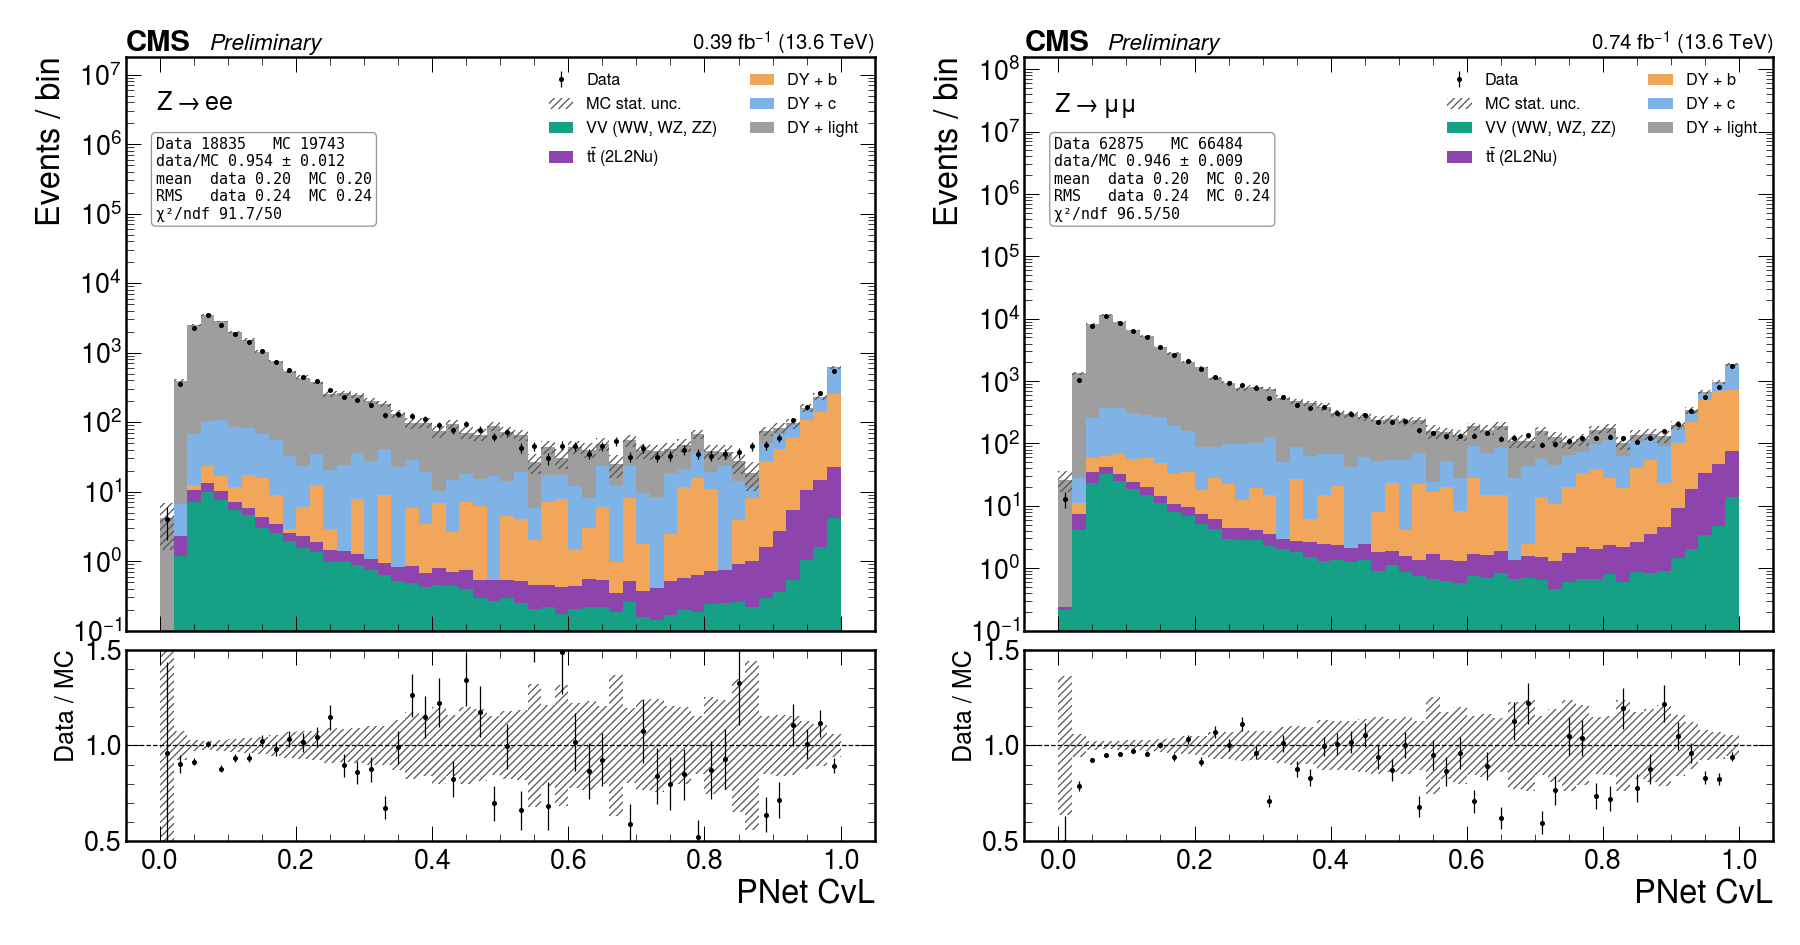 CMS Preliminary 0.39 fb⁻¹ (13.6 TeV)
Events / bin
10⁷
10⁶
10⁵
10⁴
10³
10²
10¹
10⁰
10⁻¹
Z → ee
Data 18835 MC 19743
data/MC 0.954 ± 0.012
mean data 0.20 MC 0.20
RMS data 0.24 MC 0.24
χ²/ndf 91.7/50
Data
MC stat. unc.
VV (WW, WZ, ZZ)
tt̄ (2L2Nu)
DY + b
DY + c
DY + light
Data / MC
1.5
1.0
0.5
0.0 0.2 0.4 0.6 0.8 1.0
PNet CvL
CMS Preliminary 0.74 fb⁻¹ (13.6 TeV)
Events / bin
10⁸
10⁷
10⁶
10⁵
10⁴
10³
10²
10¹
10⁰
10⁻¹
Z → μμ
Data 62875 MC 66484
data/MC 0.946 ± 0.009
mean data 0.20 MC 0.20
RMS data 0.24 MC 0.24
χ²/ndf 96.5/50
Data
MC stat. unc.
VV (WW, WZ, ZZ)
tt̄ (2L2Nu)
DY + b
DY + c
DY + light
Data / MC
1.5
1.0
0.5
0.0 0.2 0.4 0.6 0.8 1.0
PNet CvL